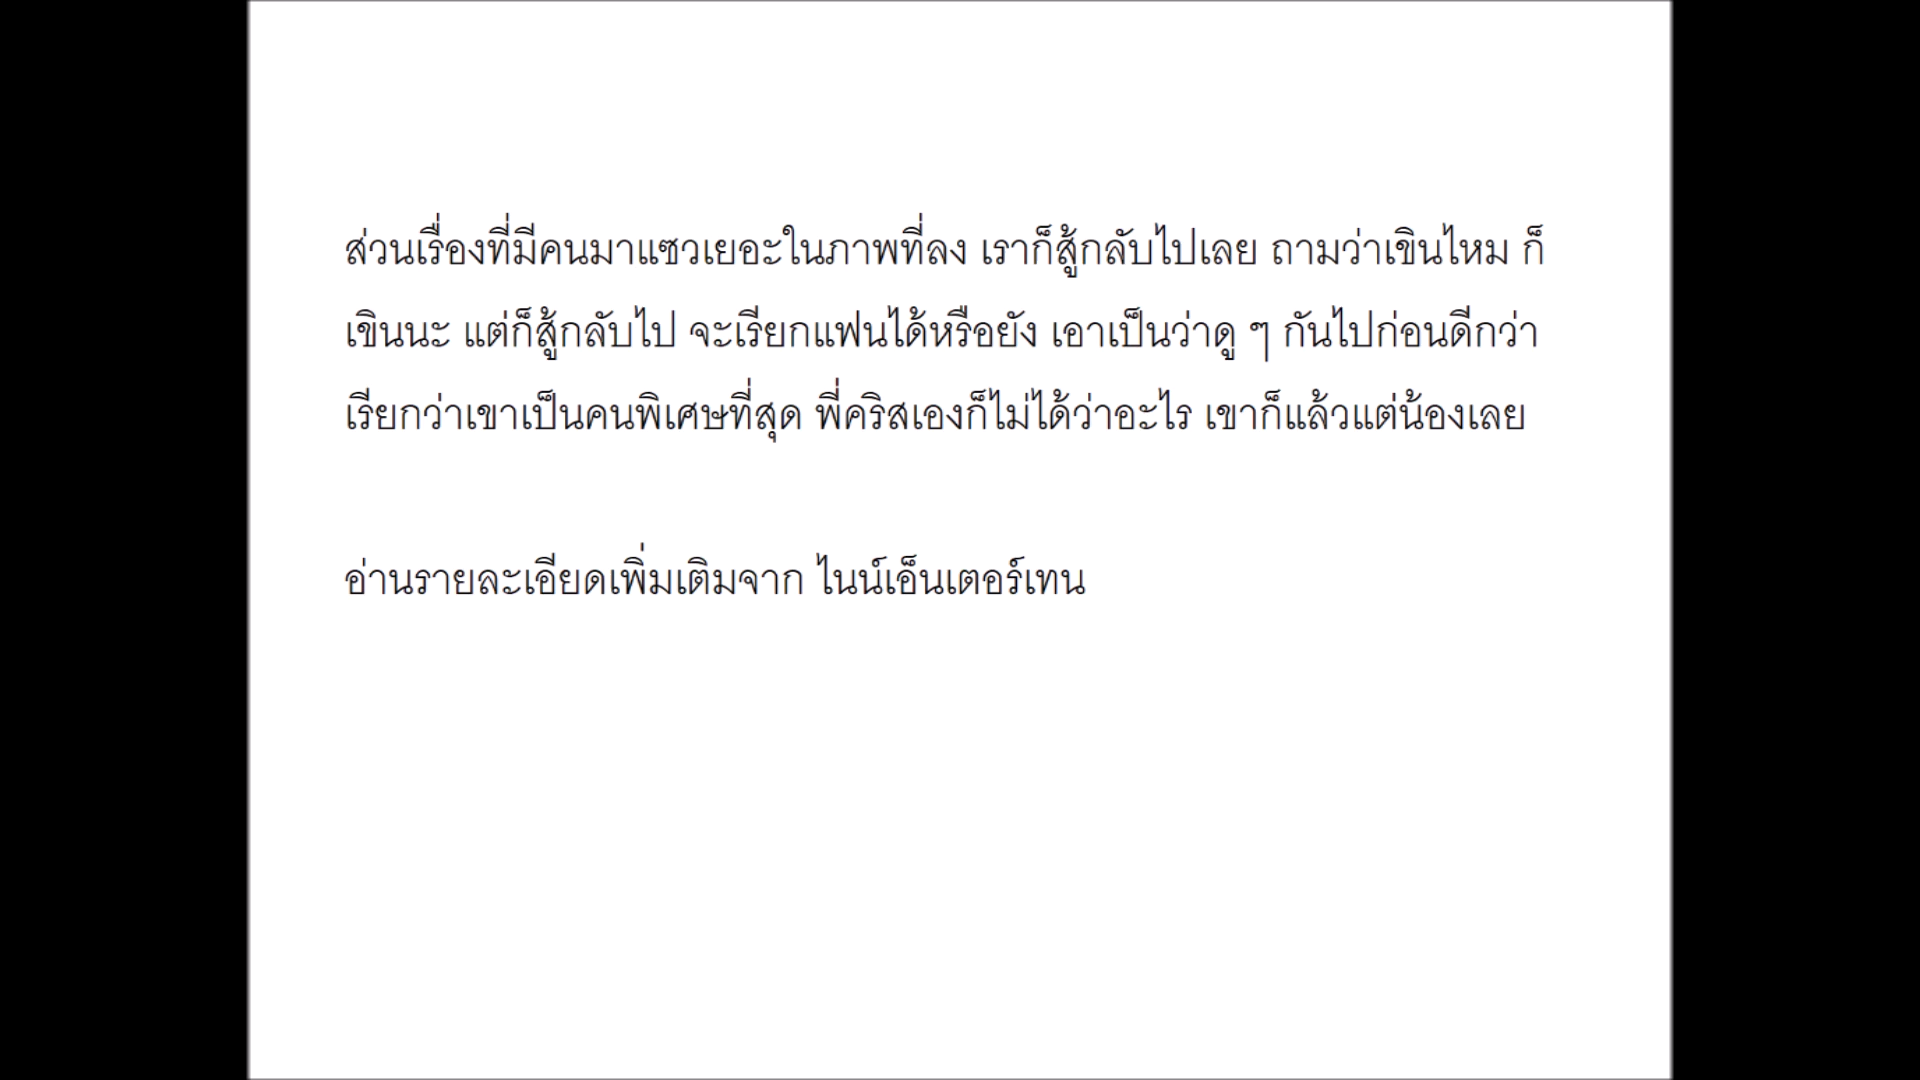 ส่วนเรื่องที่มีคนมาแซวเยอะในภาพที่ลง เราก็สู้กลับไปเลย ถามว่าเขินไหม ก็
เขินนะ แต่ก็สู้กลับไป จะเรียกแฟนได้หรือยัง เอาเป็นว่าดู ๆ กันไปก่อนดีกว่า
เรียกว่าเขาเป็นคนพิเศษที่สุด พี่คริสเองก็ไม่ได้ว่าอะไร เขาก็แล้วแต่น้องเลย
อ่านรายละเอียดเพิ่มเติมจาก ไนน์เอ็นเตอร์เทน